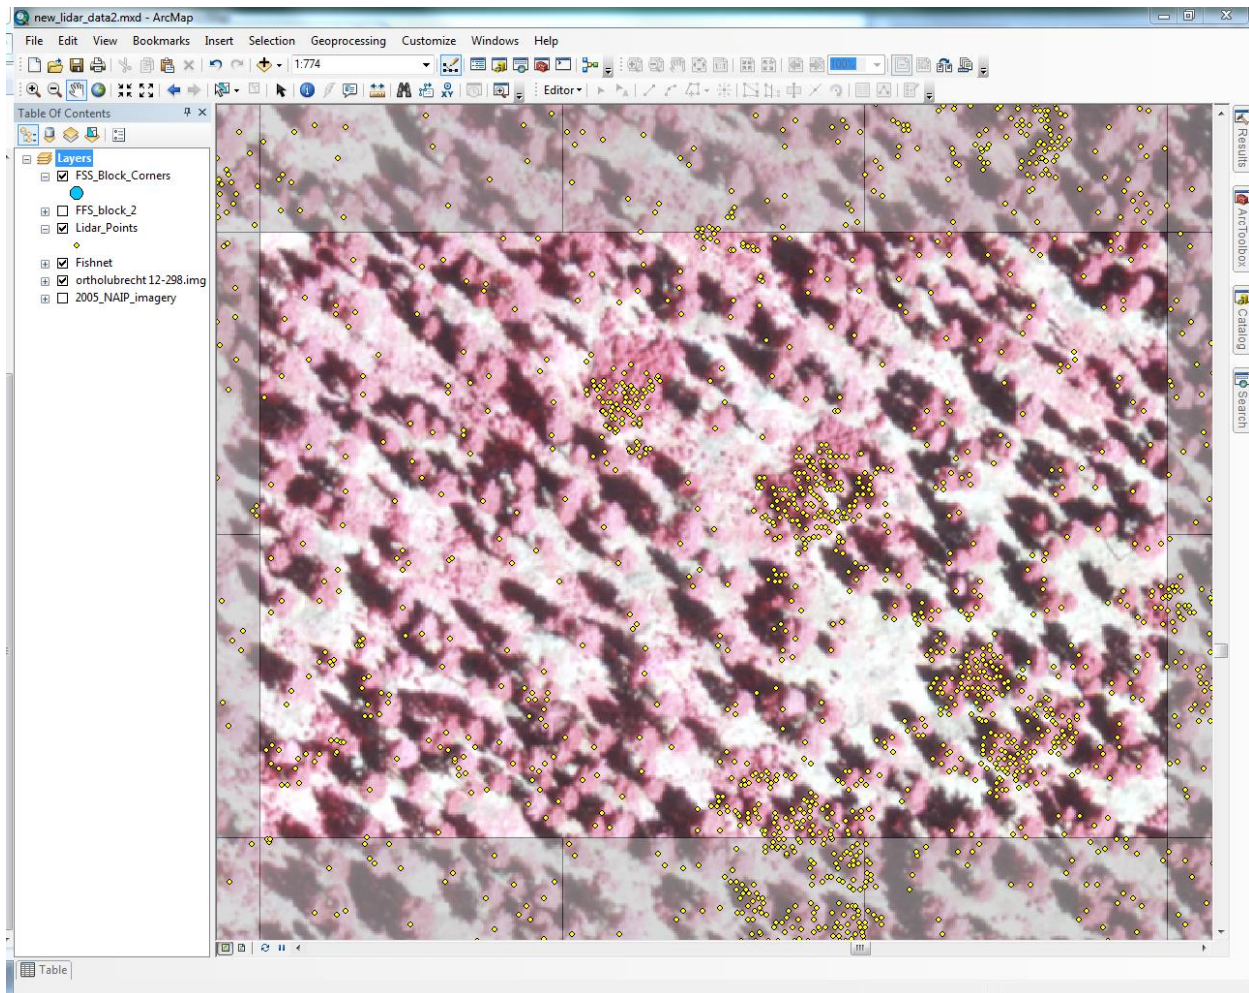 new_lidar_data2.mxd - ArcMap
File Edit View Bookmarks Insert Selection Geoprocessing Customize Windows Help
1:774
100%
Editor
Table Of Contents
Layers
FSS_Block_Corners
FFS_block_2
Lidar_Points
Fishnet
ortholubrecht 12-298.img
2005_NAIP_imagery
Results
ArcToolbox
Catalog
Search
Table